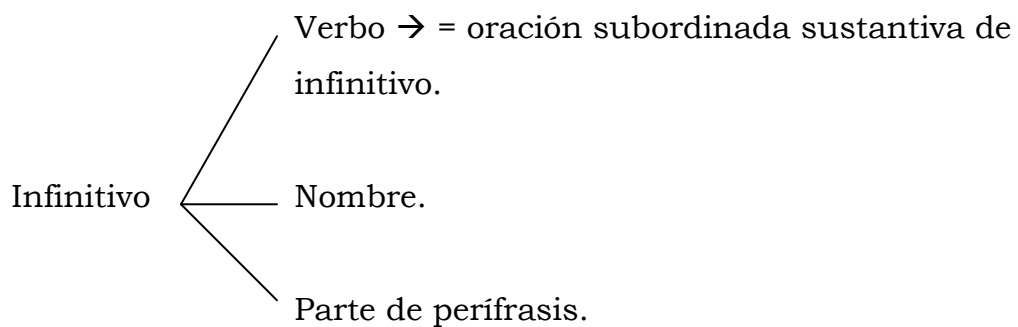 Verbo → = oración subordinada sustantiva de
infinitivo.
Infinitivo
Nombre.
Parte de perífrasis.